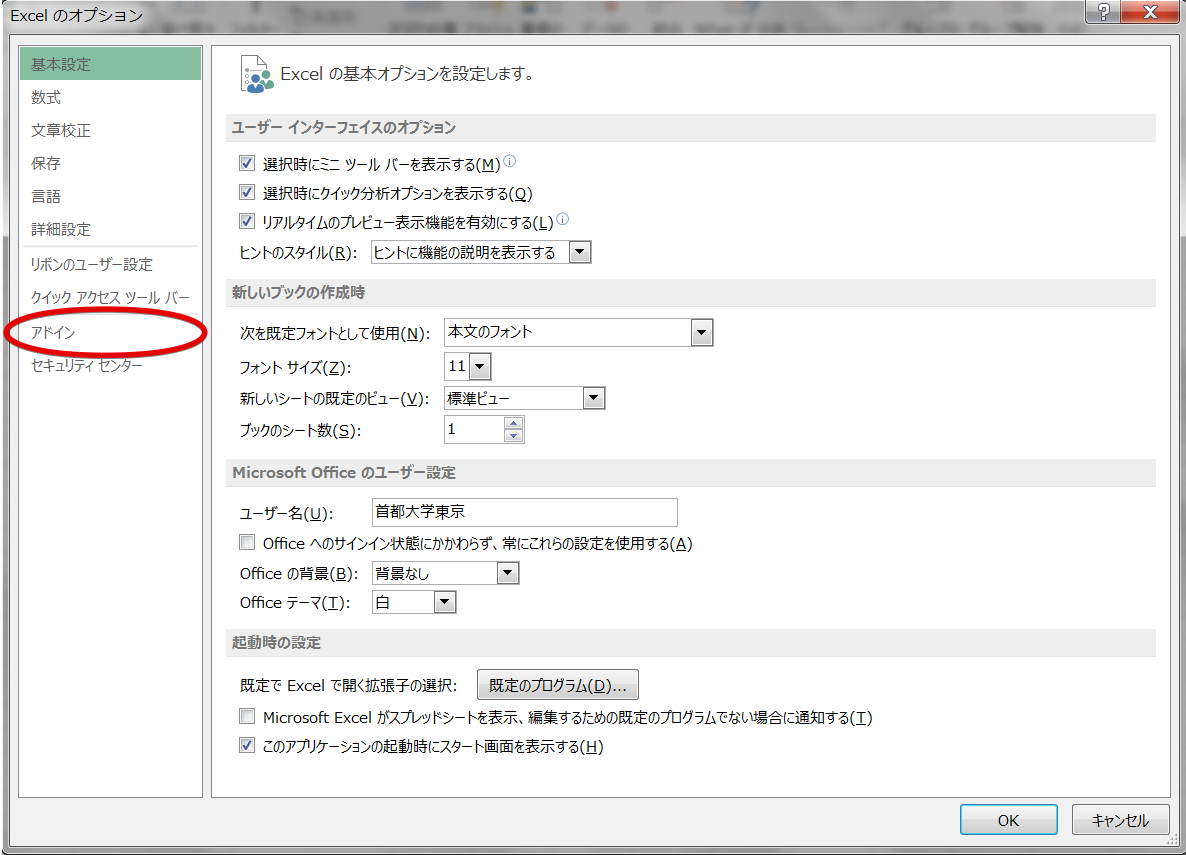 Excel のオプション
基本設定
数式
文章校正
保存
言語
詳細設定
リボンのユーザー設定
クイック アクセス ツール バー
アドイン
セキュリティ センター
Excel の基本オプションを設定します。
ユーザー インターフェイスのオプション
選択時にミニ ツール バーを表示する(M)
選択時にクイック分析オプションを表示する(Q)
リアルタイムのプレビュー表示機能を有効にする(L)
ヒントのスタイル(R): ヒントに機能の説明を表示する
新しいブックの作成時
次を既定フォントとして使用(N): 本文のフォント
フォント サイズ(Z): 11
新しいシートの既定のビュー(V): 標準ビュー
ブックのシート数(S): 1
Microsoft Office のユーザー設定
ユーザー名(U): 首都大学東京
Office へのサインイン状態にかかわらず、常にこれらの設定を使用する(A)
Office の背景(B): 背景なし
Office テーマ(T): 白
起動時の設定
既定で Excel で開く拡張子の選択: 既定のプログラム(D)...
Microsoft Excel がスプレッドシートを表示、編集するための既定のプログラムでない場合に通知する(T)
このアプリケーションの起動時にスタート画面を表示する(H)
OK キャンセル